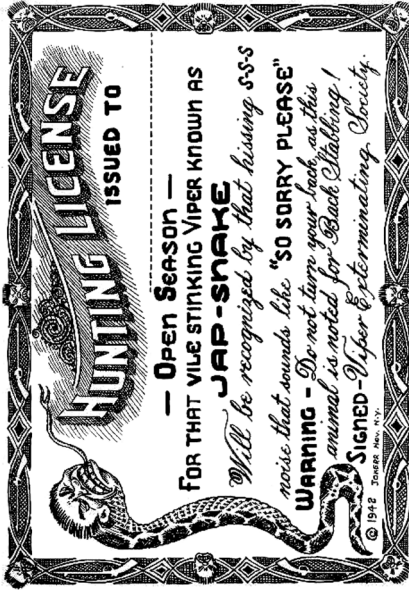 HUNTING LICENSE
ISSUED TO
— OPEN SEASON —
FOR THAT VILE STINKING VIPER KNOWN AS
JAP-SNAKE
Will be recognized by that hissing S-S-S
noise that sounds like "SO SORRY PLEASE"
WARNING - Do not turn your back, as this
animal is noted for Back Stabbing!
SIGNED-Viper Exterminating Society.
© 1942 JOKEER NOV. N.Y.